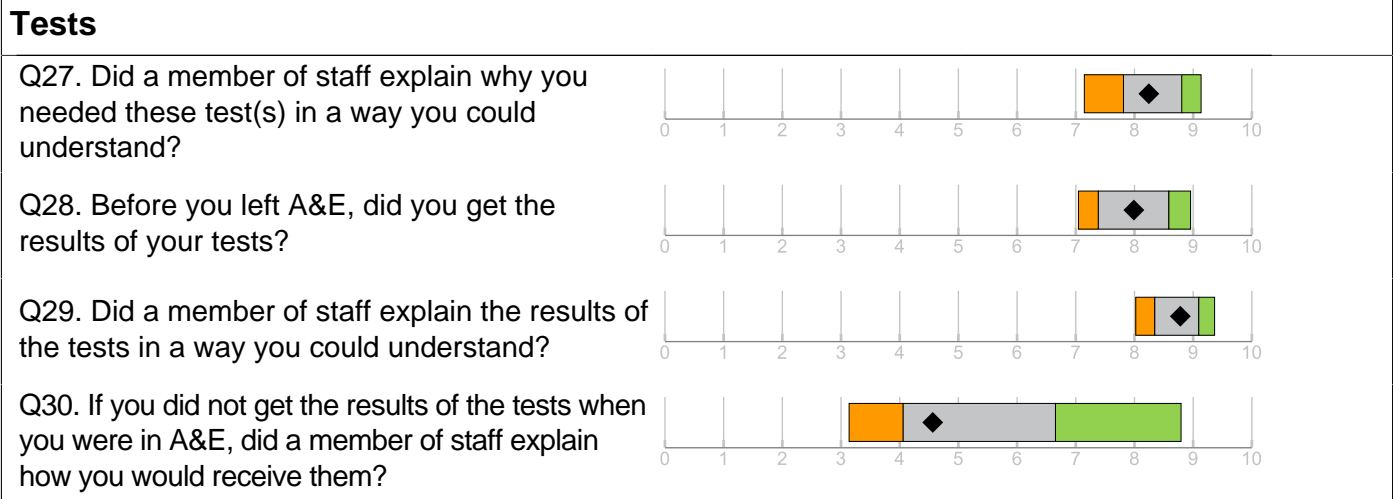 Tests
Q27. Did a member of staff explain why you
needed these test(s) in a way you could
understand?
0 1 2 3 4 5 6 7 8 9 10
Q28. Before you left A&E, did you get the
results of your tests?
0 1 2 3 4 5 6 7 8 9 10
Q29. Did a member of staff explain the results of
the tests in a way you could understand?
0 1 2 3 4 5 6 7 8 9 10
Q30. If you did not get the results of the tests when
you were in A&E, did a member of staff explain
how you would receive them?
0 1 2 3 4 5 6 7 8 9 10